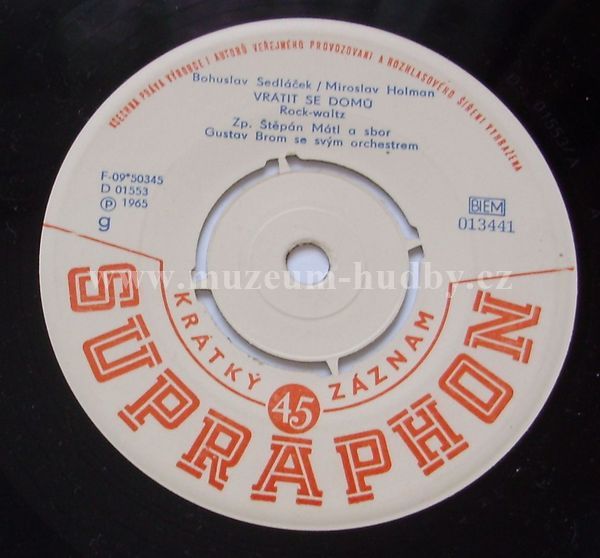 VŠECHNA PRÁVA VÝROBCE I AUTORŮ VEŘEJNÉHO PROVOZOVÁNÍ A ROZHLASOVÉHO ŠÍŘENÍ VYHRAZENA
Bohuslav Sedláček / Miroslav Holman
VRÁTIT SE DOMŮ
Rock-waltz
Zp. Štěpán Mátl a sbor
Gustav Brom se svým orchestrem
F-09*50345
D 01553
Ⓟ 1965
g
BIEM
013441
www.muzeum-hudby.cz
KRÁTKÝ 45 ZÁZNAM
SUPRAPHON